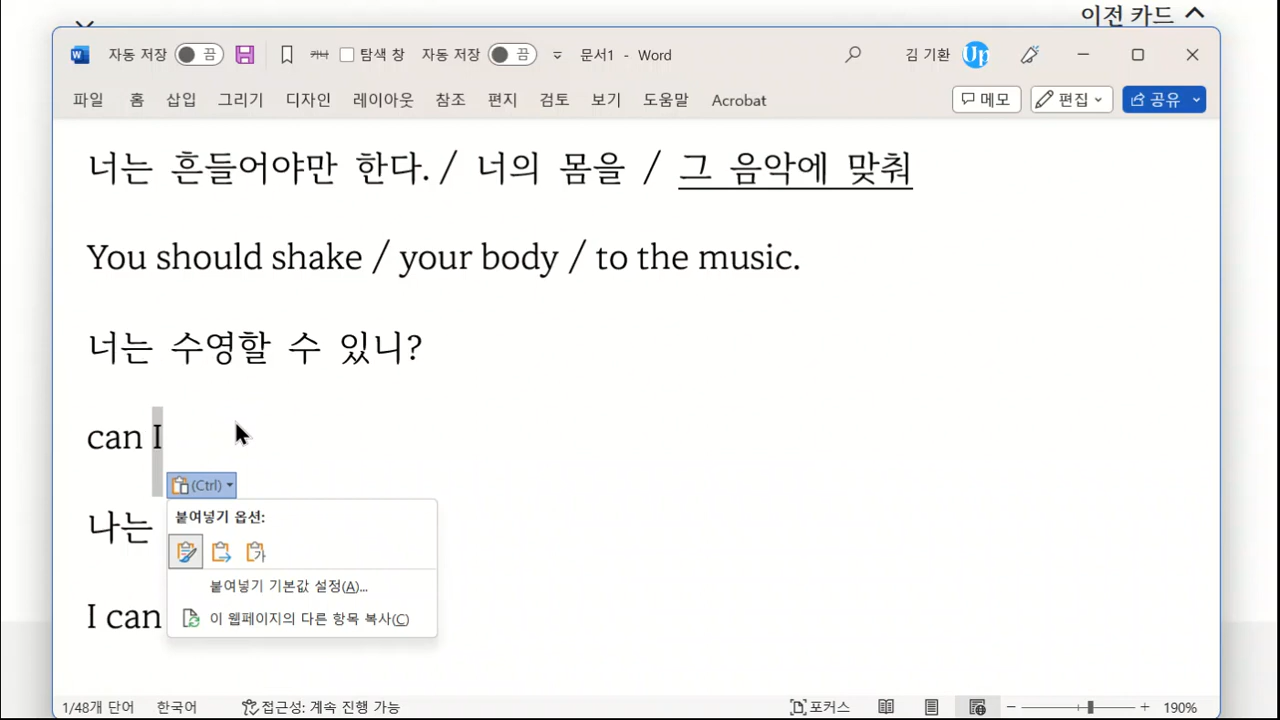 이전 카드
자동 저장 끔 가나 탐색 창 자동 저장 끔 문서1 - Word 김 기환 Up
파일 홈 삽입 그리기 디자인 레이아웃 참조 편지 검토 보기 도움말 Acrobat 메모 편집 공유
너는 흔들어야만 한다. / 너의 몸을 / 그 음악에 맞춰
You should shake / your body / to the music.
너는 수영할 수 있니?
can I
(Ctrl)
붙여넣기 옵션:
나는
가
붙여넣기 기본값 설정(A)...
이 웹페이지의 다른 항목 복사(C)
I can
1/48개 단어 한국어 접근성: 계속 진행 가능 포커스 190%